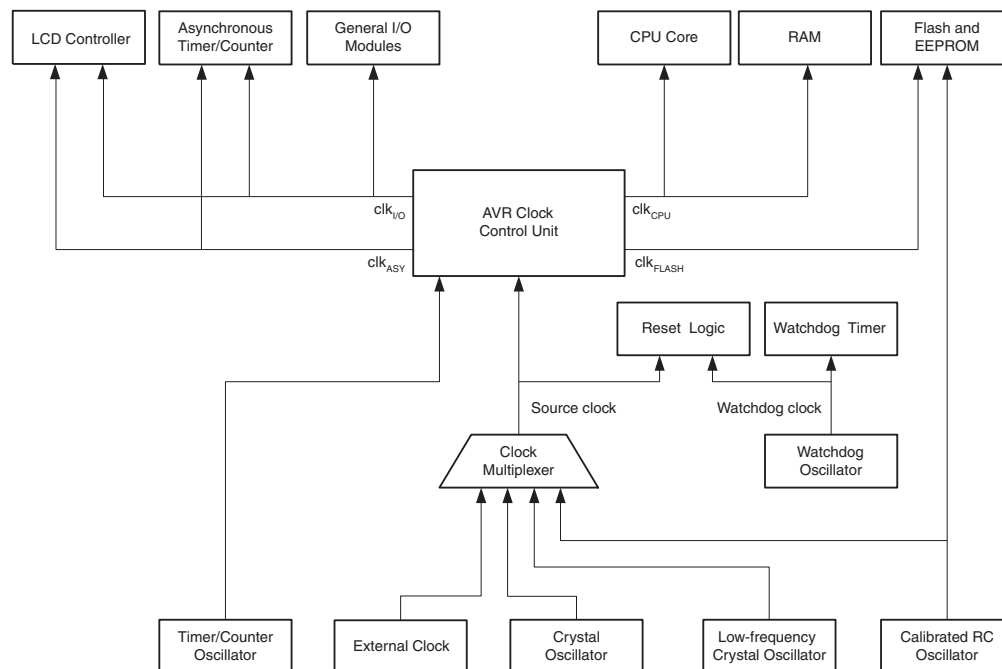 LCD Controller
Asynchronous
Timer/Counter
General I/O
Modules
CPU Core
RAM
Flash and
EEPROM
clkI/O
AVR Clock
Control Unit
clkCPU
clkASY
clkFLASH
Reset Logic
Watchdog Timer
Source clock
Watchdog clock
Clock
Multiplexer
Watchdog
Oscillator
Timer/Counter
Oscillator
External Clock
Crystal
Oscillator
Low-frequency
Crystal Oscillator
Calibrated RC
Oscillator